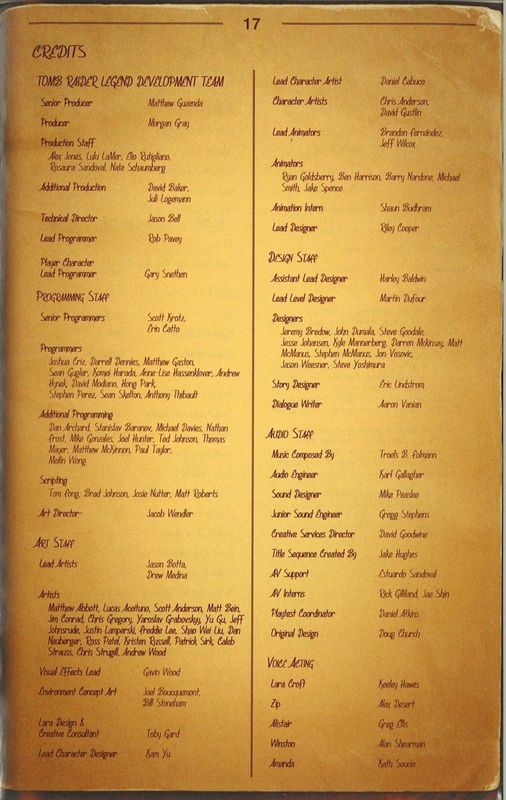 17
CREDITS
TOMB RAIDER LEGEND DEVELOPMENT TEAM
Senior Producer Matthew Guzenda
Producer Morgan Gray
Production Staff
Alex Jones, Lulu LaMer, Elio Rutigliano,
Rosaura Sandoval, Nate Schaumberg
Additional Production David Baker,
Juli Logemann
Technical Director Jason Bell
Lead Programmer Rob Pavey
Player Character
Lead Programmer Gary Snethen
PROGRAMMING STAFF
Senior Programmers Scott Krotz,
Erin Catto
Programmers
Joshua Criz, Darrell Dennies, Matthew Gaston,
Sean Gugler, Komei Harada, Anne-Lise Hassenklover, Andrew
Hynek, David Modiano, Hong Park,
Stephen Perez, Sean Skelton, Anthony Thibault
Additional Programming
Dan Archard, Stanislav Baranov, Michael Davies, Nathan
Frost, Mike Gonzales, Joel Hunter, Ted Johnson, Thomas
Mayer, Matthew McKinnon, Paul Taylor,
Meilin Wong
Scripting
Tom Fong, Brad Johnson, Josie Nutter, Matt Roberts
Art Director Jacob Wendler
ART STAFF
Lead Artists Jason Botta,
Drew Medina
Artists
Matthew Abbott, Lucas Aceituno, Scott Anderson, Matt Bein,
Jim Conrad, Chris Gregory, Yaroslav Grabovskyy, Yu Gu, Jeff
Johnsrude, Justin Lamperski, Freddie Lee, Shao Wei Liu, Dan
Neuberger, Ross Patel, Kristen Russell, Patrick Sirk, Caleb
Strauss, Chris Strugill, Andrew Wood
Visual Effects Lead Gavin Wood
Environment Concept Art Joel Boucquemont,
Bill Stoneham
Lara Design &
Creative Consultant Toby Gard
Lead Character Designer Kam Yu
Lead Character Artist Daniel Cabuco
Character Artists Chris Anderson,
David Gustlin
Lead Animators Brandon Fernández,
Jeff Wilcox
Animators
Ryan Goldsberry, Ben Harrison, Barry Nardone, Michael
Smith, Jake Spence
Animation Intern Shaun Budhram
Lead Designer Riley Cooper
DESIGN STAFF
Assistant Lead Designer Harley Baldwin
Lead Level Designer Martin Dufour
Designers
Jeremy Bredow, John Dumala, Steve Goodale,
Jesse Johansen, Kyle Mannerberg, Darren McKinsey, Matt
McManus, Stephen McManus, Jon Vosovic,
Jason Waesner, Steve Yoshimura
Story Designer Eric Lindstrom
Dialogue Writer Aaron Vanian
AUDIO STAFF
Music Composed By Troels B. Folmann
Audio Engineer Karl Gallagher
Sound Designer Mike Peaslee
Junior Sound Engineer Gregg Stephens
Creative Services Director David Goodwine
Title Sequence Created By Jake Hughes
AV Support Estuardo Sandoval
AV Interns Rick Gilliland, Jae Shin
Playtest Coordinator Daniel Atkins
Original Design Doug Church
VOICE ACTING
Lara Croft Keeley Hawes
Zip Alex Desert
Alistair Greg Ellis
Winston Alan Shearman
Amanda Kath Soucie